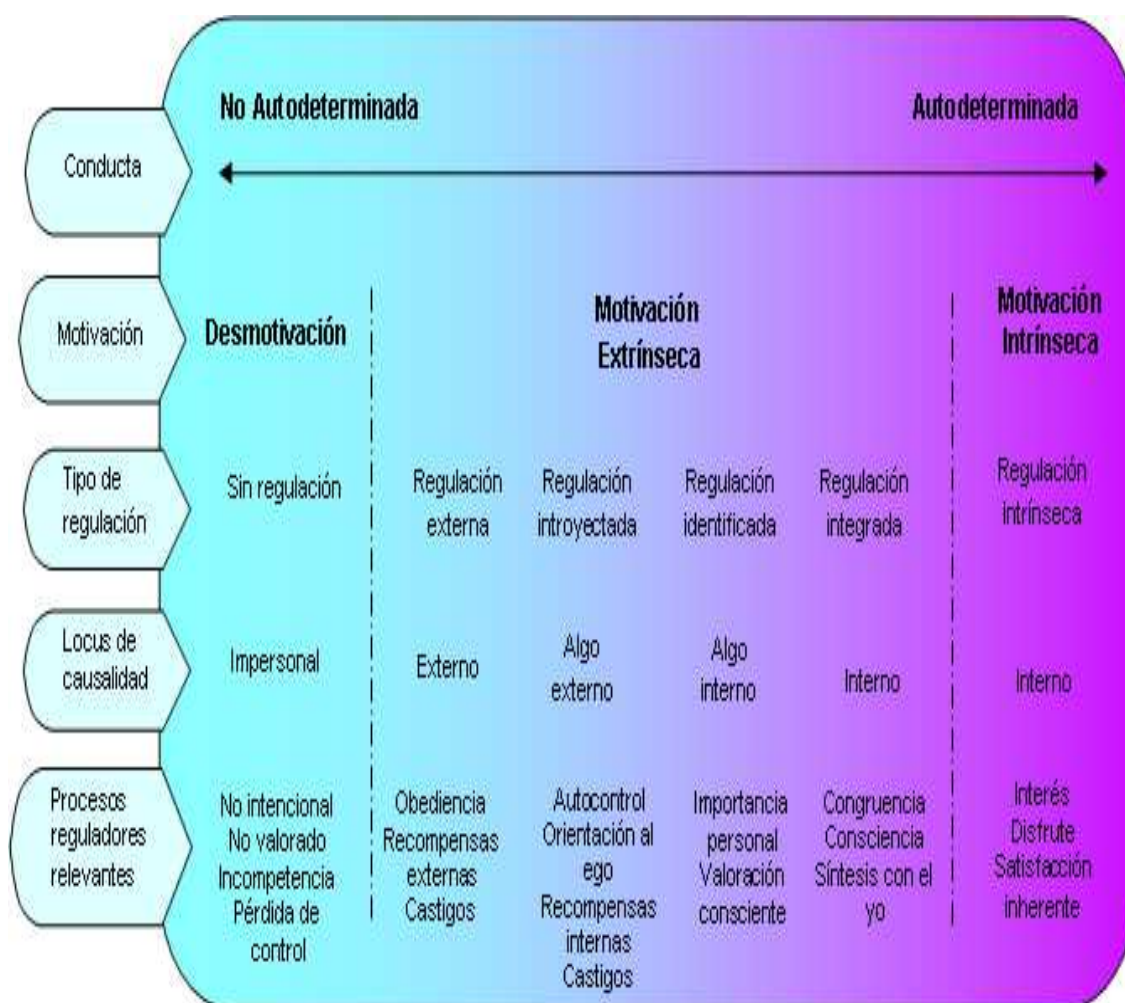 No Autodeterminada
Autodeterminada
Conducta
Motivación
Desmotivación
Motivación
Extrínseca
Motivación
Intrínseca
Tipo de
regulación
Sin regulación
Regulación
externa
Regulación
introyectada
Regulación
identificada
Regulación
integrada
Regulación
intrínseca
Locus de
causalidad
Impersonal
Externo
Algo
externo
Algo
interno
Interno
Interno
Procesos
reguladores
relevantes
No intencional
No valorado
Incompetencia
Pérdida de
control
Obediencia
Recompensas
externas
Castigos
Autocontrol
Orientación al
ego
Recompensas
internas
Castigos
Importancia
personal
Valoración
consciente
Congruencia
Consciencia
Síntesis con el
yo
Interés
Disfrute
Satisfacción
inherente